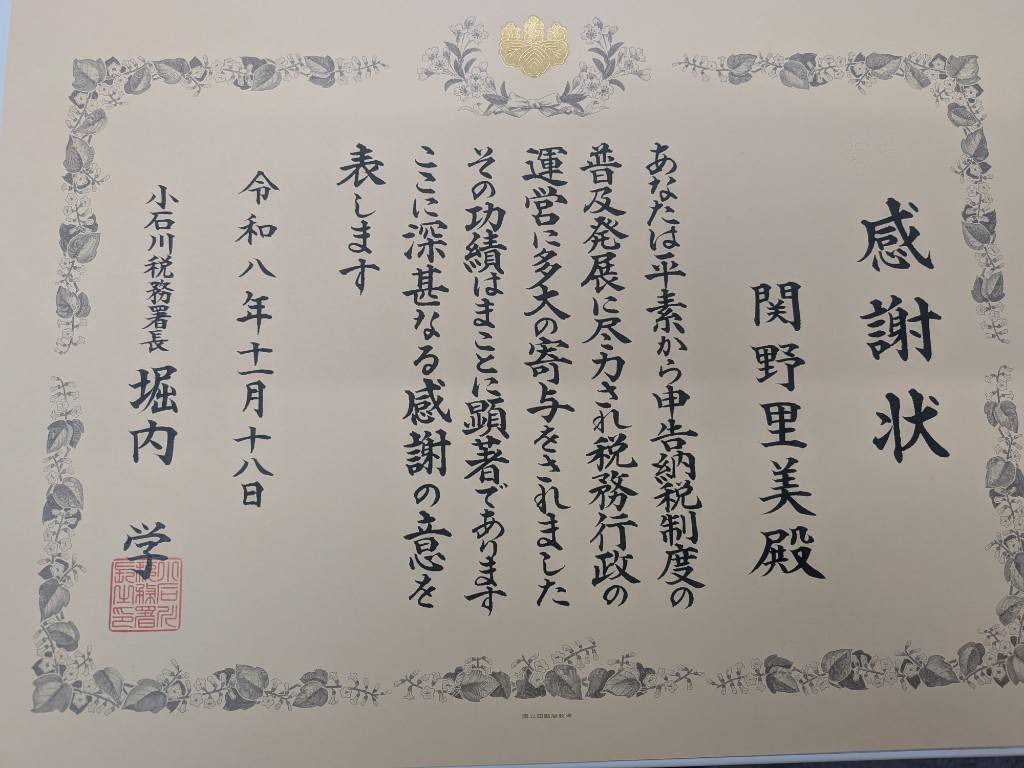 感謝状
関野里美殿
あなたは平素から申告納税制度の
普及発展に尽力され税務行政の
運営に多大の寄与をされました
その功績はまことに顕著であります
ここに深甚なる感謝の意を
表します
令和八年十一月十八日
小石川税務署長 堀内 学